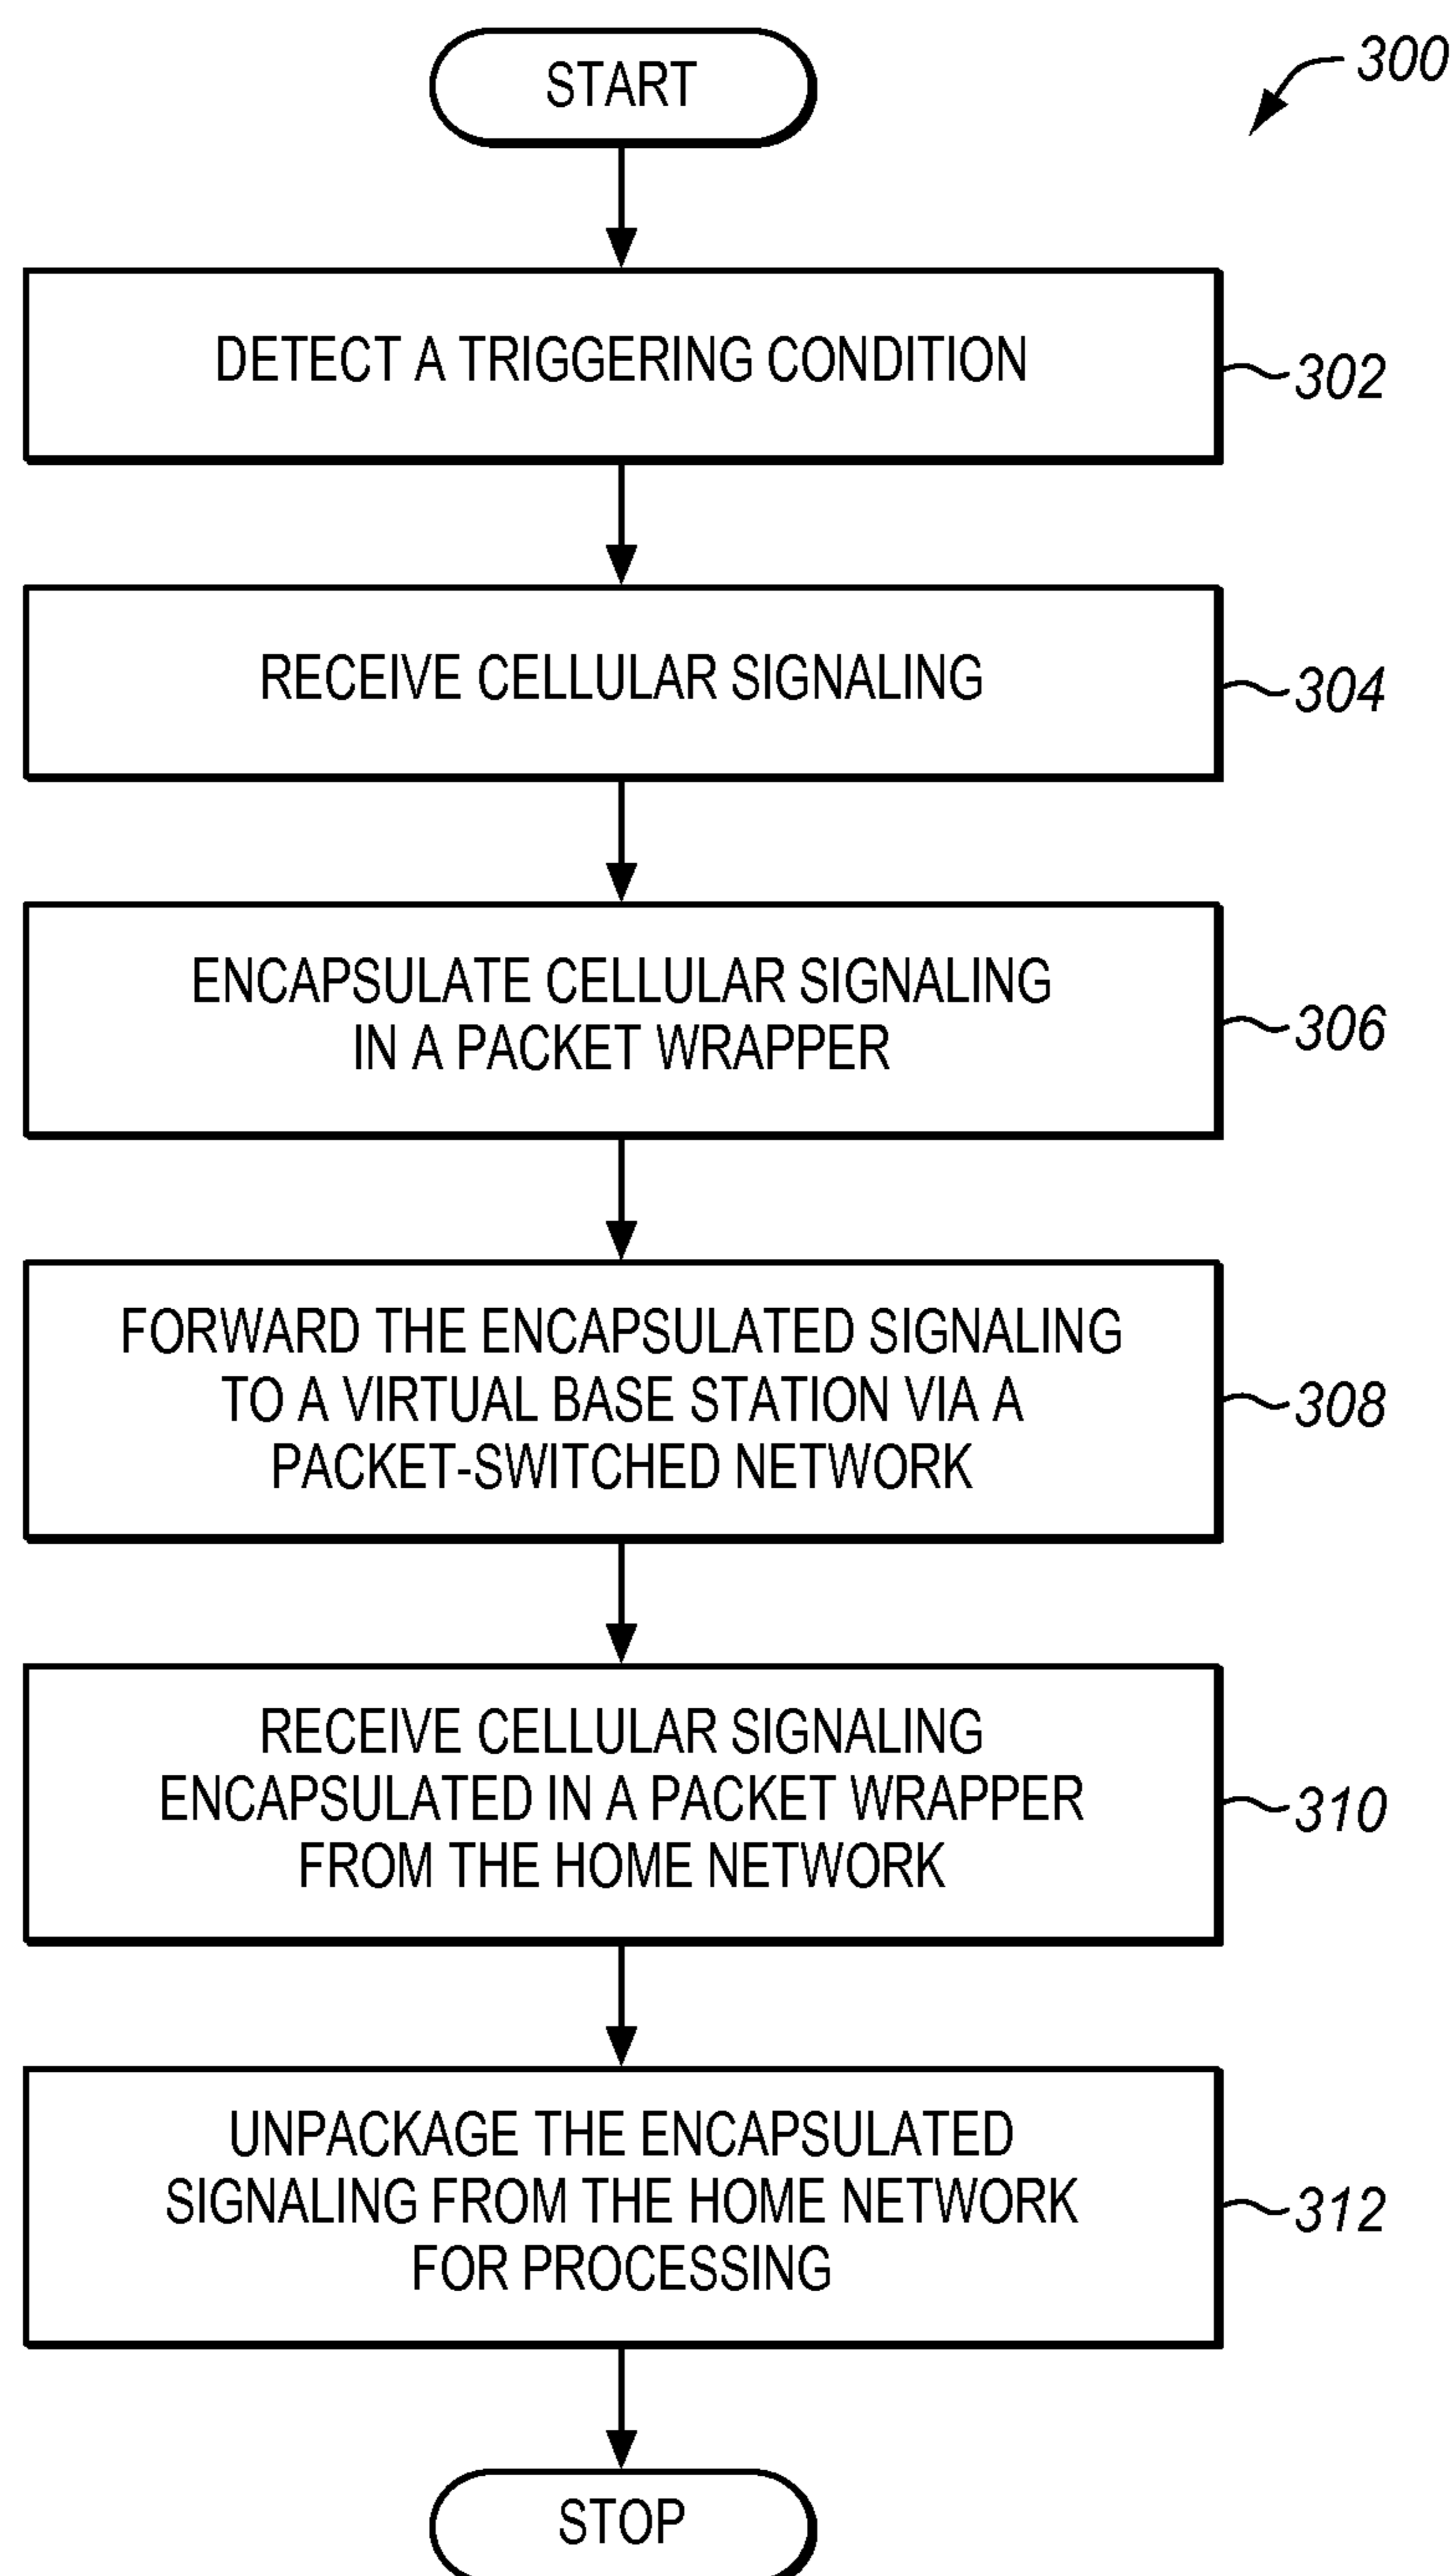 START
300
DETECT A TRIGGERING CONDITION
302
RECEIVE CELLULAR SIGNALING
304
ENCAPSULATE CELLULAR SIGNALING
IN A PACKET WRAPPER
306
FORWARD THE ENCAPSULATED SIGNALING
TO A VIRTUAL BASE STATION VIA A
PACKET-SWITCHED NETWORK
308
RECEIVE CELLULAR SIGNALING
ENCAPSULATED IN A PACKET WRAPPER
FROM THE HOME NETWORK
310
UNPACKAGE THE ENCAPSULATED
SIGNALING FROM THE HOME NETWORK
FOR PROCESSING
312
STOP